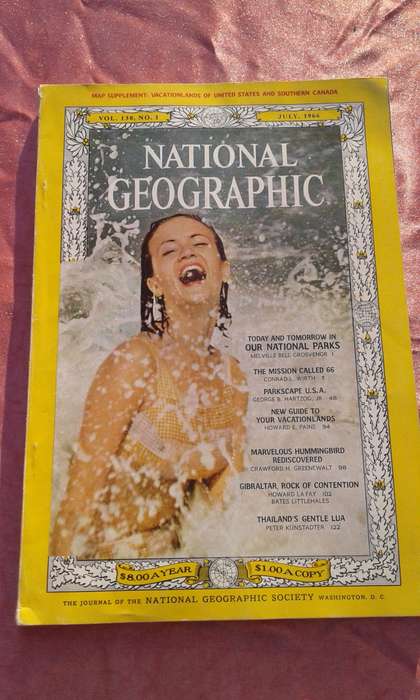 MAP SUPPLEMENT: VACATIONLANDS OF UNITED STATES AND SOUTHERN CANADA
VOL. 130, NO. 1
JULY, 1966
NATIONAL
GEOGRAPHIC
TODAY AND TOMORROW IN
OUR NATIONAL PARKS
MELVILLE BELL GROSVENOR 1
THE MISSION CALLED 66
CONRAD L. WIRTH 7
PARKSCAPE U.S.A.
GEORGE B. HARTZOG, JR 48
NEW GUIDE TO
YOUR VACATIONLANDS
HOWARD E. PAINE 94
MARVELOUS HUMMINGBIRD
REDISCOVERED
CRAWFORD H. GREENEWALT 98
GIBRALTAR, ROCK OF CONTENTION
HOWARD LA FAY 102
BATES LITTLEHALES
THAILAND'S GENTLE LUA
PETER KUNSTADTER 122
$8.00 A YEAR
$1.00 A COPY
THE JOURNAL OF THE NATIONAL GEOGRAPHIC SOCIETY WASHINGTON, D. C.